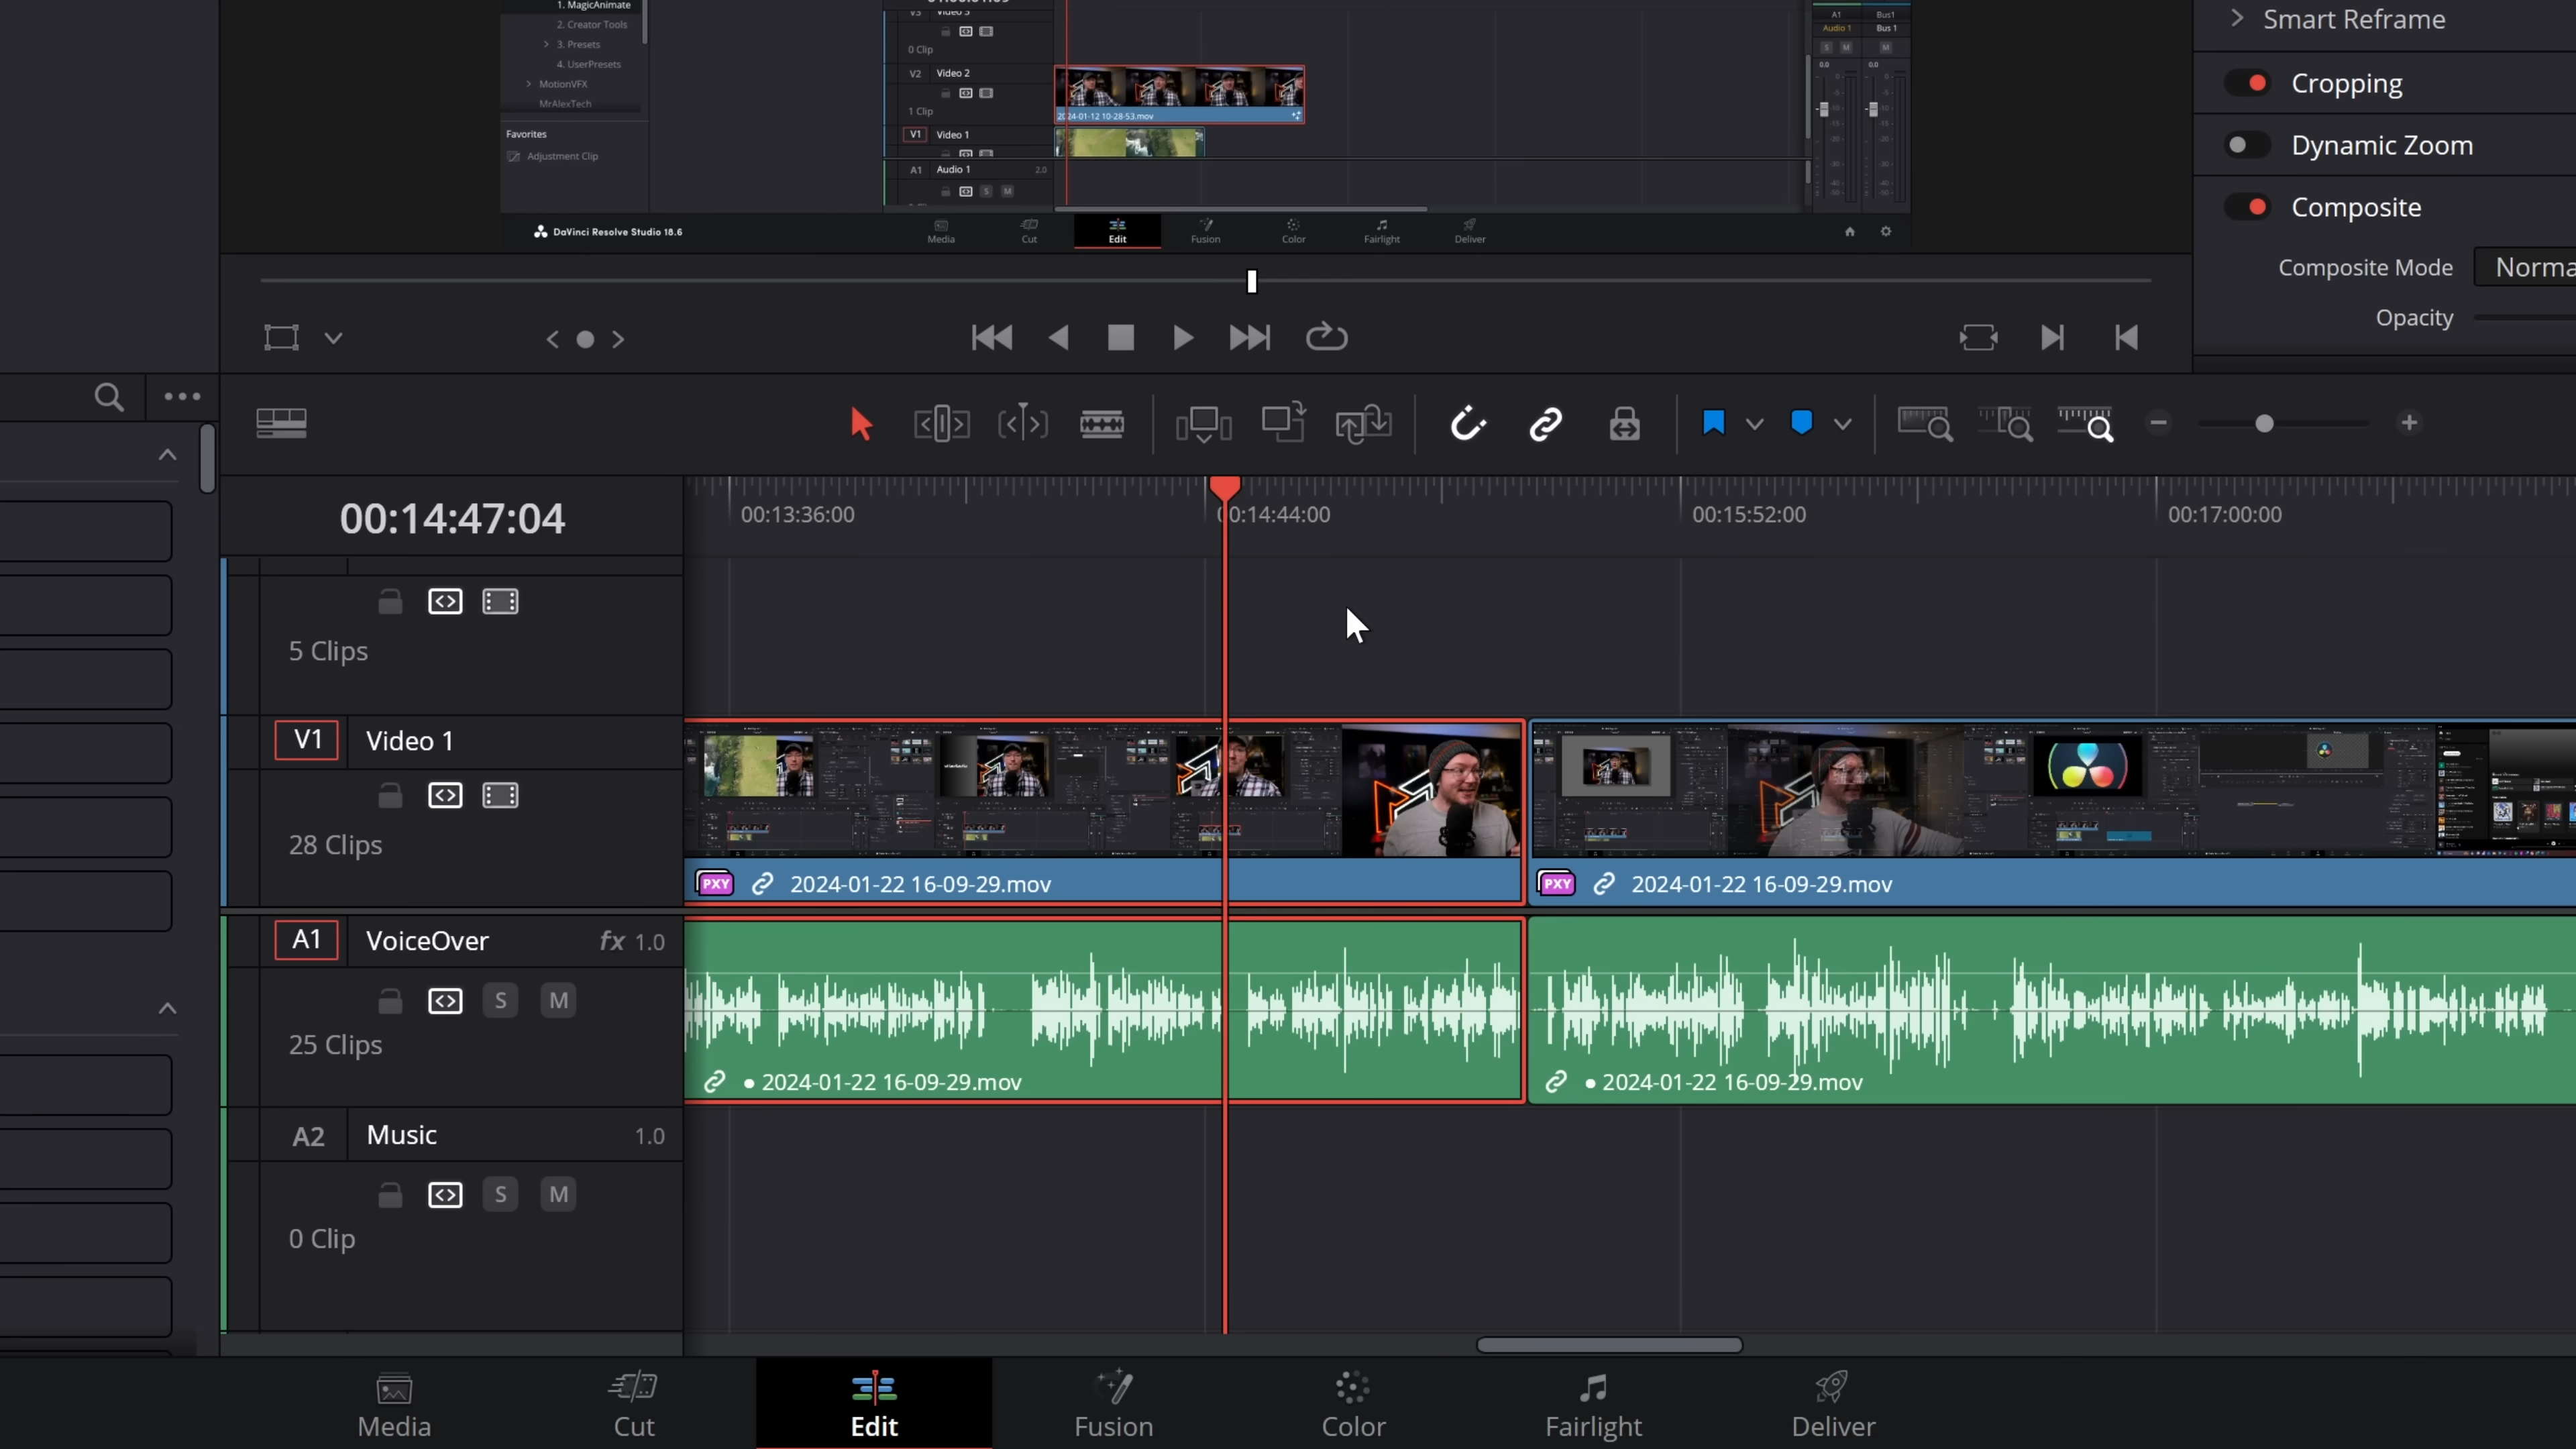 1. MagicAnimate
2. Creator Tools
3. Presets
4. UserPresets
MotionVFX
MrAlexTech
Favorites
Adjustment Clip
Video 3
0 Clip
V2 Video 2
1 Clip
2024-01-12 10-28-53.mov
V1 Video 1
A1 Audio 1 2.0
S M
A1 Bus1
Audio 1 Bus 1
S M M
0.0 0.0
DaVinci Resolve Studio 18.6
Media Cut Edit Fusion Color Fairlight Deliver
Smart Reframe
Cropping
Dynamic Zoom
Composite
Composite Mode Norma
Opacity
00:14:47:04
00:13:36:00 00:14:44:00 00:15:52:00 00:17:00:00
5 Clips
V1 Video 1
28 Clips
PXY 2024-01-22 16-09-29.mov
PXY 2024-01-22 16-09-29.mov
A1 VoiceOver fx 1.0
S M
25 Clips
• 2024-01-22 16-09-29.mov
• 2024-01-22 16-09-29.mov
A2 Music 1.0
S M
0 Clip
Media Cut Edit Fusion Color Fairlight Deliver